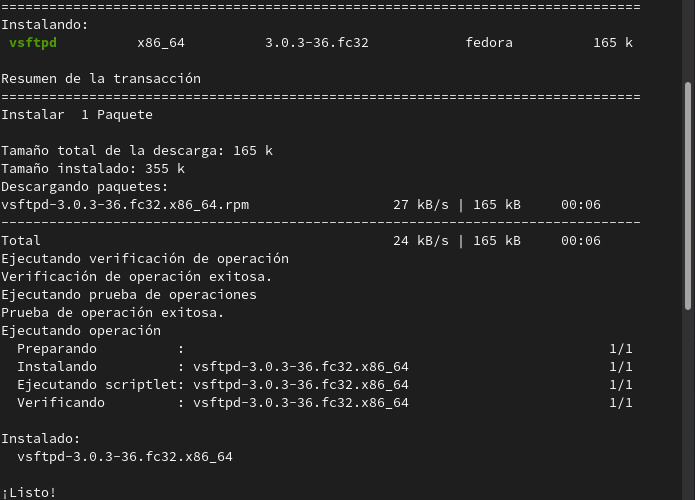 ================================================================================
Instalando:
 vsftpd          x86_64          3.0.3-36.fc32            fedora          165 k

Resumen de la transacción
================================================================================
Instalar  1 Paquete

Tamaño total de la descarga: 165 k
Tamaño instalado: 355 k
Descargando paquetes:
vsftpd-3.0.3-36.fc32.x86_64.rpm                  27 kB/s | 165 kB     00:06
--------------------------------------------------------------------------------
Total                                            24 kB/s | 165 kB     00:06
Ejecutando verificación de operación
Verificación de operación exitosa.
Ejecutando prueba de operaciones
Prueba de operación exitosa.
Ejecutando operación
  Preparando          :                                                     1/1
  Instalando          : vsftpd-3.0.3-36.fc32.x86_64                         1/1
  Ejecutando scriptlet: vsftpd-3.0.3-36.fc32.x86_64                         1/1
  Verificando         : vsftpd-3.0.3-36.fc32.x86_64                         1/1

Instalado:
  vsftpd-3.0.3-36.fc32.x86_64

¡Listo!